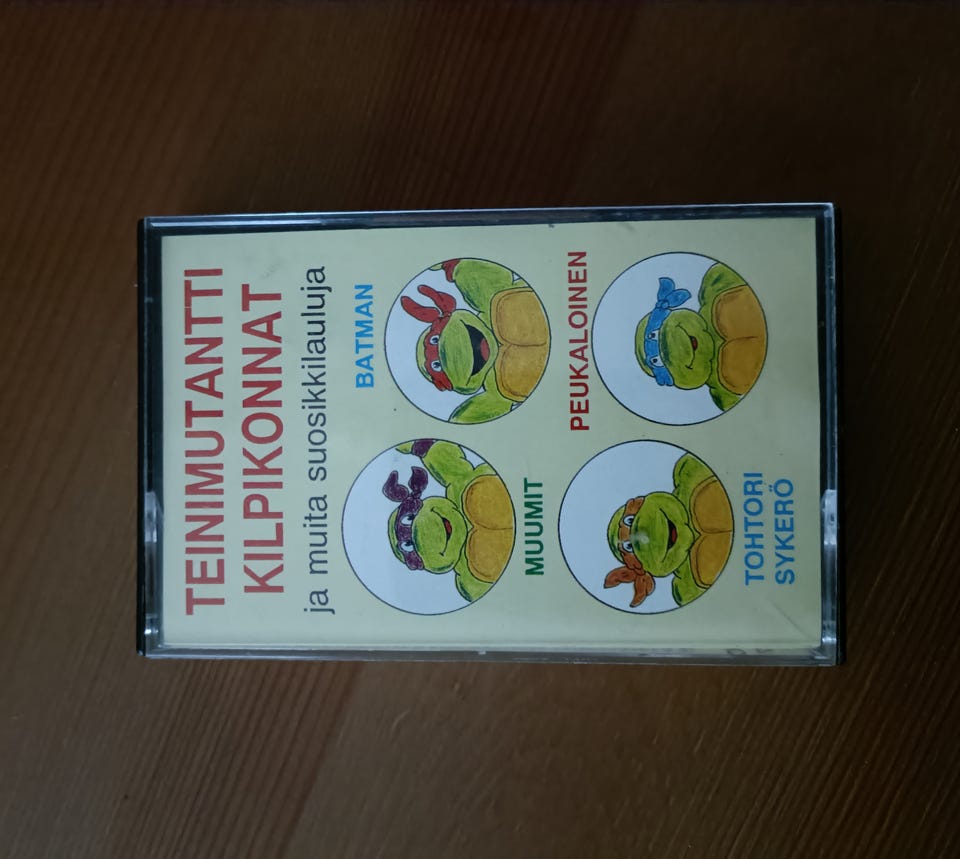 TEINIMUTANTTI
KILPIKONNAT
ja muita suosikkilauluja
BATMAN
MUUMIT
PEUKALOINEN
TOHTORI
SYKERÖ